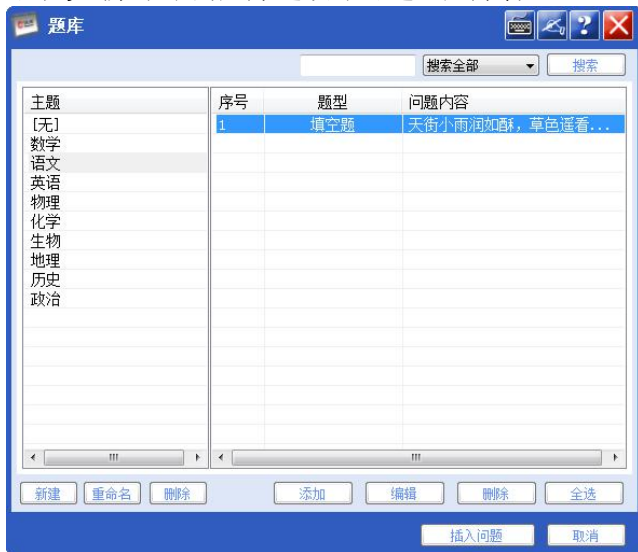 题库
搜索全部 搜索
主题
[无]
数学
语文
英语
物理
化学
生物
地理
历史
政治
序号 题型 问题内容
1 填空题 天街小雨润如酥，草色遥看...
新建 重命名 删除 添加 编辑 删除 全选
插入问题 取消